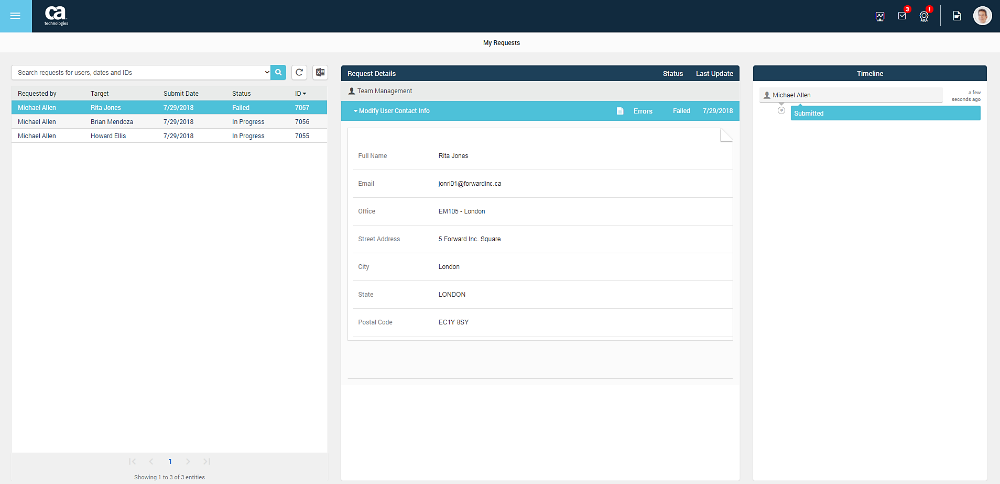 ca
technologies
3
!
My Requests
Search requests for users, dates and IDs
Requested by Target Submit Date Status ID
Michael Allen Rita Jones 7/29/2018 Failed 7057
Michael Allen Brian Mendoza 7/29/2018 In Progress 7056
Michael Allen Howard Ellis 7/29/2018 In Progress 7055
1
Showing 1 to 3 of 3 entities
Request Details Status Last Update
Team Management
Modify User Contact Info Errors Failed 7/29/2018
Full Name Rita Jones
Email jonri01@forwardinc.ca
Office EM105 - London
Street Address 5 Forward Inc. Square
City London
State LONDON
Postal Code EC1Y 8SY
Timeline
Michael Allen
a few
seconds ago
Submitted